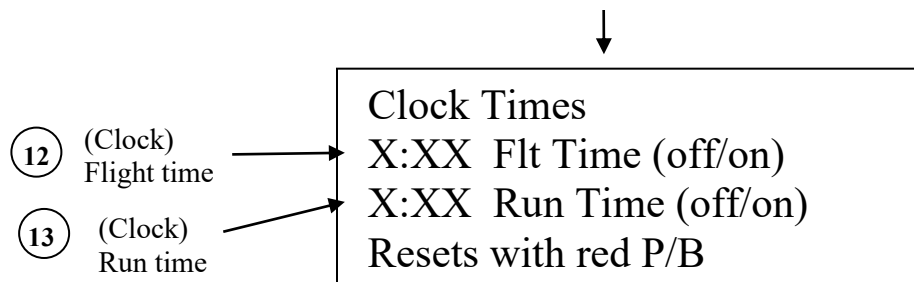 Clock Times
12 (Clock)
Flight time
X:XX Flt Time (off/on)
13 (Clock)
Run time
X:XX Run Time (off/on)
Resets with red P/B